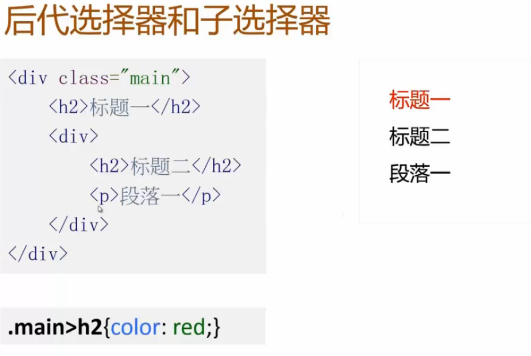 后代选择器和子选择器
<div class="main">
<h2>标题一</h2>
<div>
<h2>标题二</h2>
<p>段落一</p>
</div>
</div>
.main>h2{color: red;}
标题一
标题二
段落一